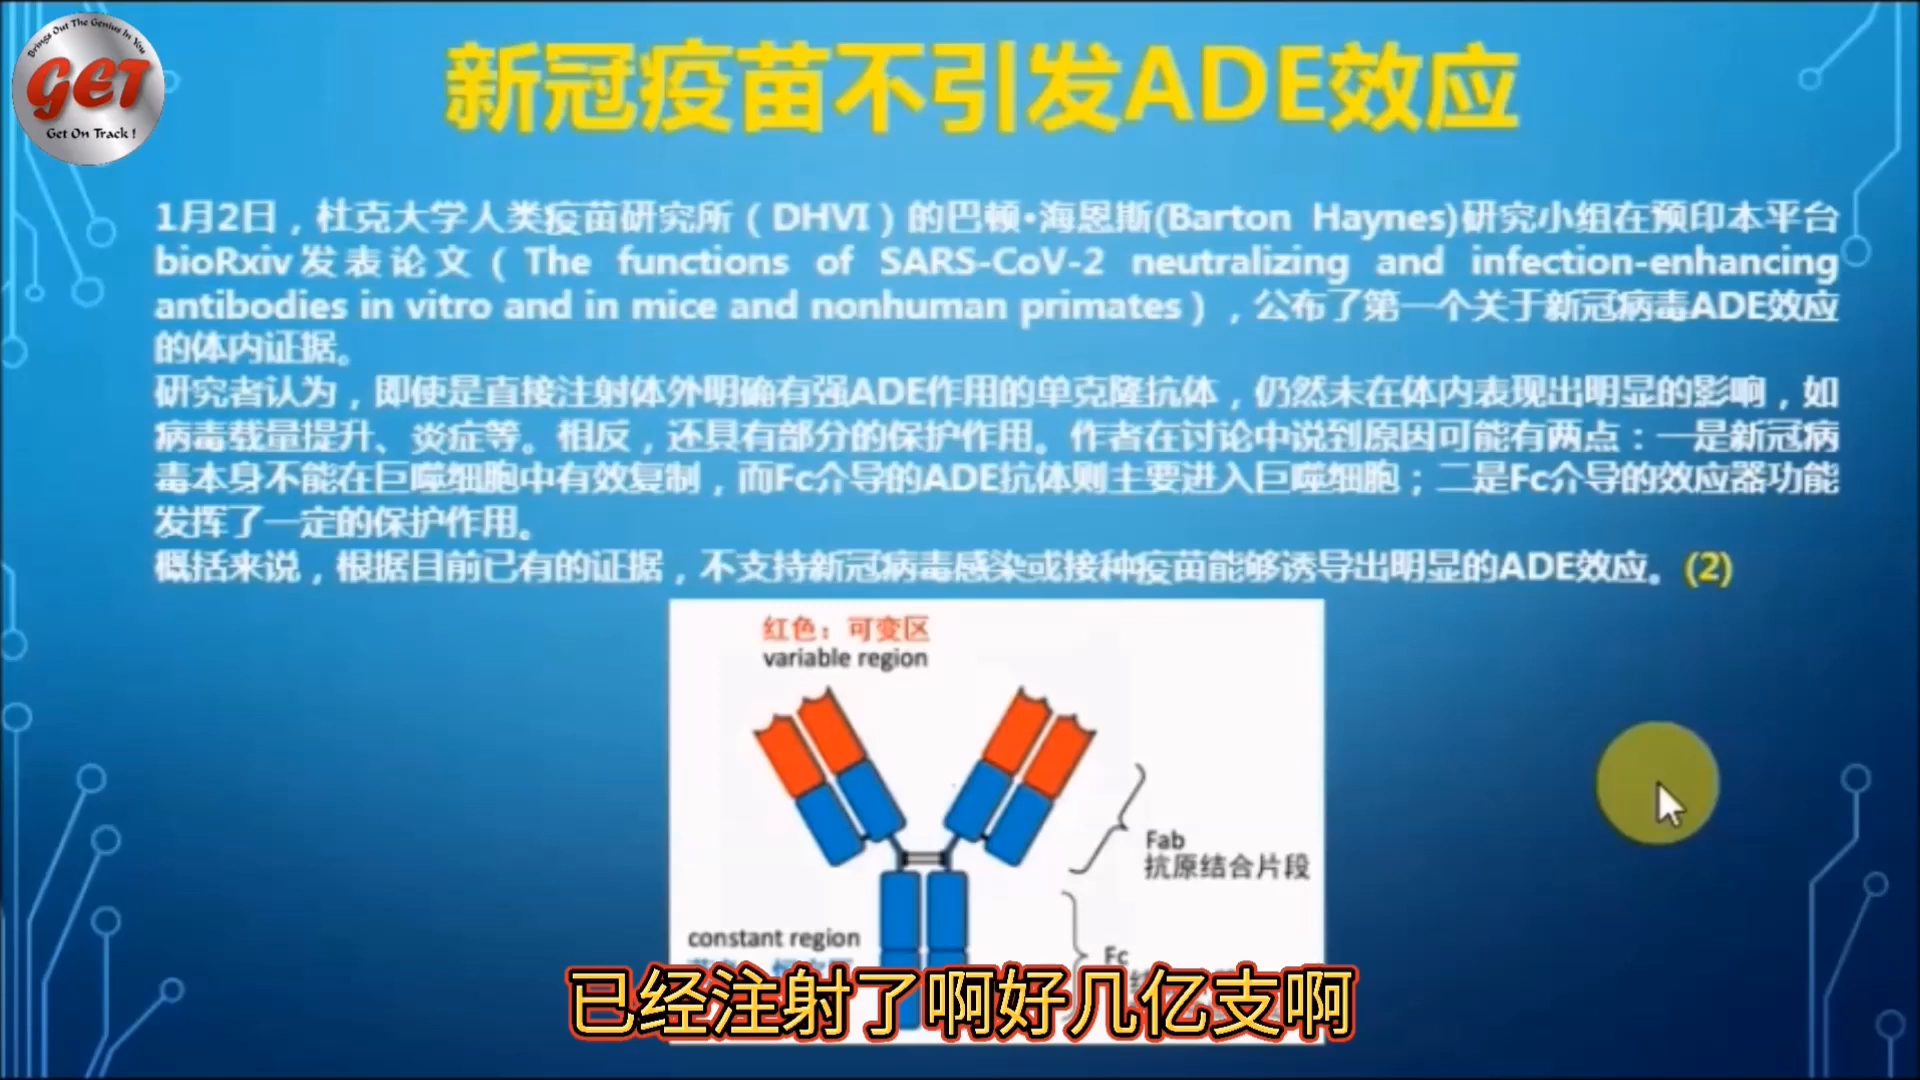 Brings Out The Genius In You
GET
Get On Track !
新冠疫苗不引发ADE效应
1月2日，杜克大学人类疫苗研究所（DHVI）的巴顿•海恩斯(Barton Haynes)研究小组在预印本平台
bioRxiv发表论文（The functions of SARS-CoV-2 neutralizing and infection-enhancing
antibodies in vitro and in mice and nonhuman primates），公布了第一个关于新冠病毒ADE效应
的体内证据。
研究者认为，即使是直接注射体外明确有强ADE作用的单克隆抗体，仍然未在体内表现出明显的影响，如
病毒载量提升、炎症等。相反，还具有部分的保护作用。作者在讨论中说到原因可能有两点：一是新冠病
毒本身不能在巨噬细胞中有效复制，而Fc介导的ADE抗体则主要进入巨噬细胞；二是Fc介导的效应器功能
发挥了一定的保护作用。
概括来说，根据目前已有的证据，不支持新冠病毒感染或接种疫苗能够诱导出明显的ADE效应。(2)
红色：可变区
variable region
Fab
抗原结合片段
constant region
Fc
已经注射了啊好几亿支啊